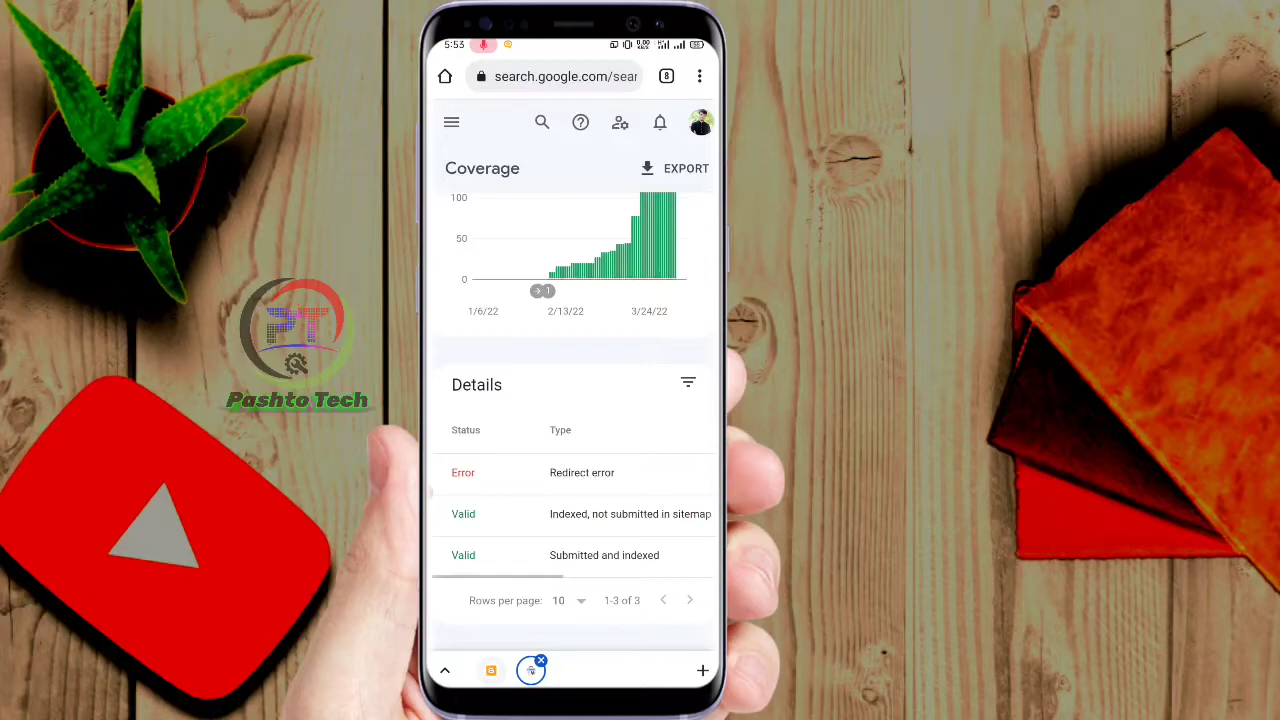 5:53
search.google.com/sear
8
Coverage
EXPORT
100
50
0
1
1/6/22
2/13/22
3/24/22
Details
Status
Type
Error
Redirect error
Valid
Indexed, not submitted in sitemap
Valid
Submitted and indexed
Rows per page:
10
1-3 of 3
PT
Pashto Tech